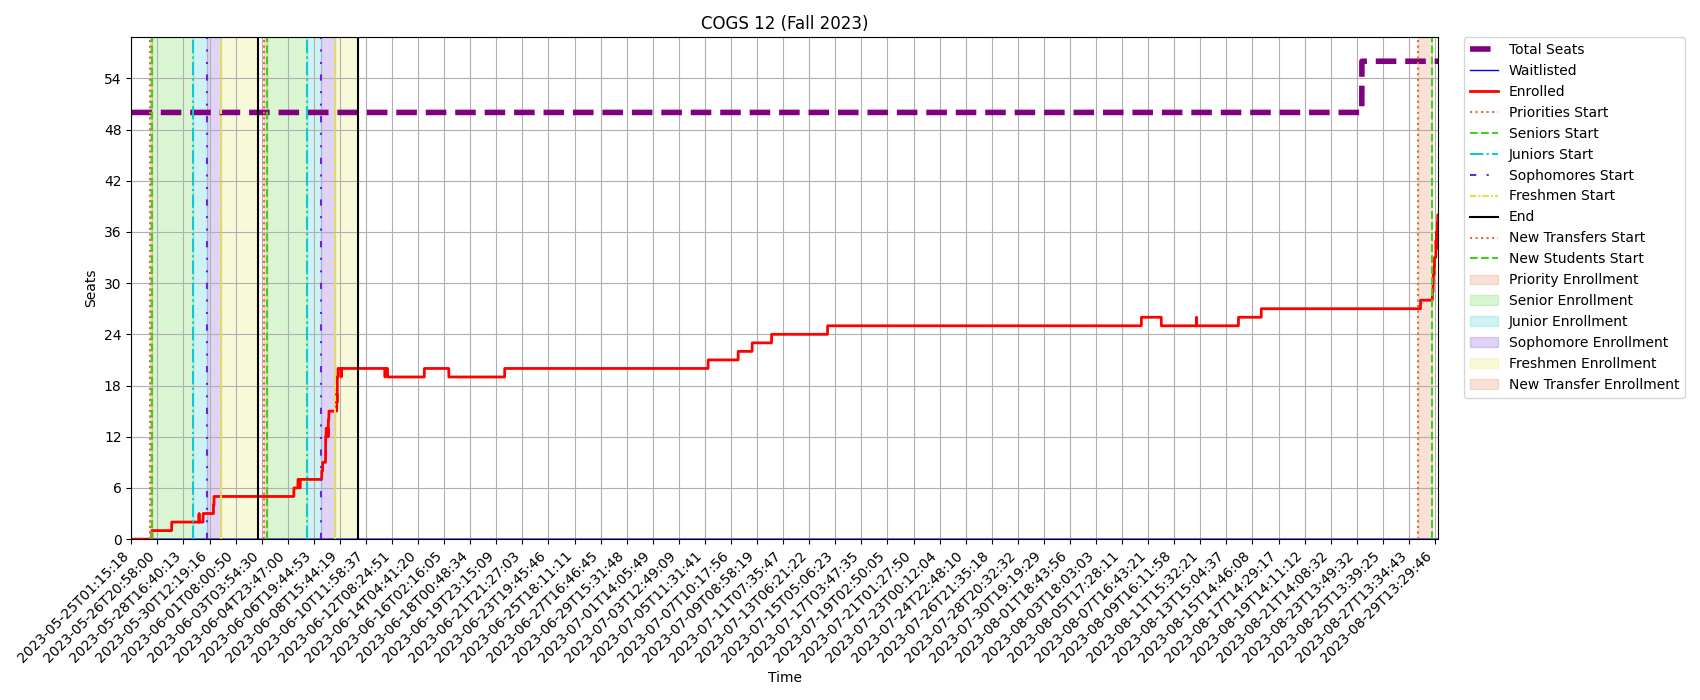 COGS 12 (Fall 2023)
Seats
54
48
42
36
30
24
18
12
6
0
2023-05-25T01:15:18
2023-05-26T20:58:00
2023-05-28T16:40:13
2023-05-30T12:19:16
2023-06-01T08:00:50
2023-06-03T03:54:30
2023-06-04T23:47:00
2023-06-06T19:44:53
2023-06-08T15:44:19
2023-06-10T11:58:37
2023-06-12T08:24:51
2023-06-14T04:41:20
2023-06-16T02:16:05
2023-06-18T00:48:34
2023-06-19T23:15:09
2023-06-21T21:27:03
2023-06-23T19:45:46
2023-06-25T18:11:11
2023-06-27T16:46:45
2023-06-29T15:31:48
2023-07-01T14:05:49
2023-07-03T12:49:09
2023-07-05T11:31:41
2023-07-07T10:17:56
2023-07-09T08:58:19
2023-07-11T07:35:47
2023-07-13T06:21:22
2023-07-15T05:06:23
2023-07-17T03:47:35
2023-07-19T02:50:05
2023-07-21T01:27:50
2023-07-23T00:12:04
2023-07-24T22:48:10
2023-07-26T21:35:18
2023-07-28T20:32:32
2023-07-30T19:19:29
2023-08-01T18:43:56
2023-08-03T18:03:03
2023-08-05T17:28:11
2023-08-07T16:43:21
2023-08-09T16:11:58
2023-08-11T15:32:21
2023-08-13T15:04:37
2023-08-15T14:46:08
2023-08-17T14:29:17
2023-08-19T14:11:12
2023-08-21T14:08:32
2023-08-23T13:49:32
2023-08-25T13:39:25
2023-08-27T13:34:43
2023-08-29T13:29:46
Time
Total Seats
Waitlisted
Enrolled
Priorities Start
Seniors Start
Juniors Start
Sophomores Start
Freshmen Start
End
New Transfers Start
New Students Start
Priority Enrollment
Senior Enrollment
Junior Enrollment
Sophomore Enrollment
Freshmen Enrollment
New Transfer Enrollment